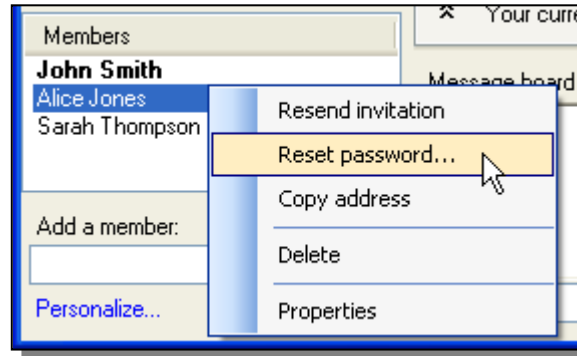 Members
John Smith
Alice Jones
Sarah Thompson
Add a member:
Personalize...
Resend invitation
Reset password...
Copy address
Delete
Properties
Your curre
Message board